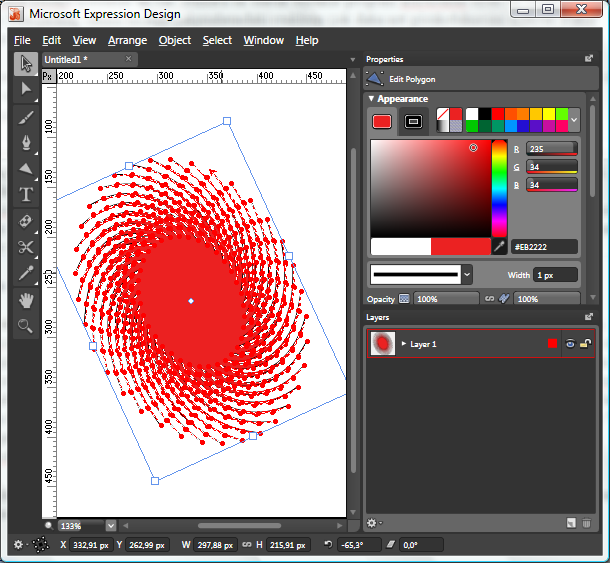 Microsoft Expression Design
File Edit View Arrange Object Select Window Help
Untitled1 *
Px 200 250 300 350 400 450
100
150
200
250
300
350
400
450
133%
Properties
Edit Polygon
Appearance
R 235
G 34
B 34
#EB2222
Width 1 px
Opacity 100% 100%
Layers
Layer 1
X 332,91 px Y 262,99 px W 297,88 px H 215,91 px -65,3° 0,0°